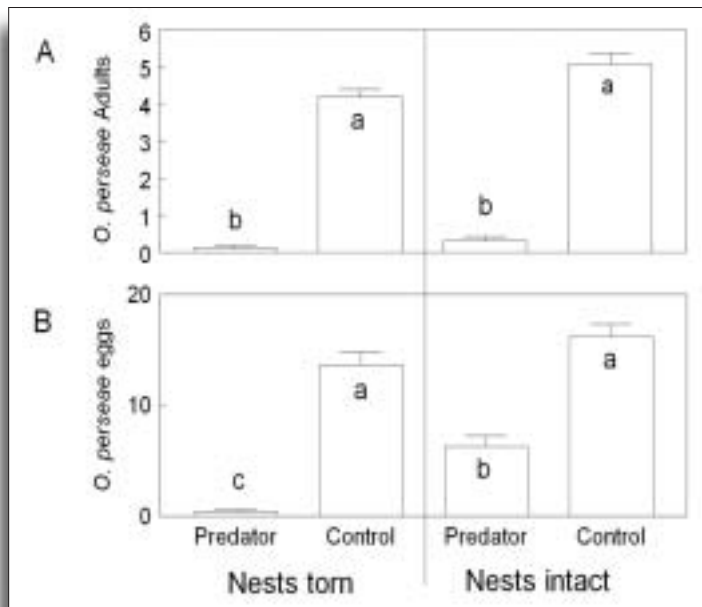 A
O. perseae Adults
6
5
4
3
2
1
0
b
a
b
a
B
O. perseae eggs
20
10
0
c
a
b
a
Predator Control Predator Control
Nests torn Nests intact